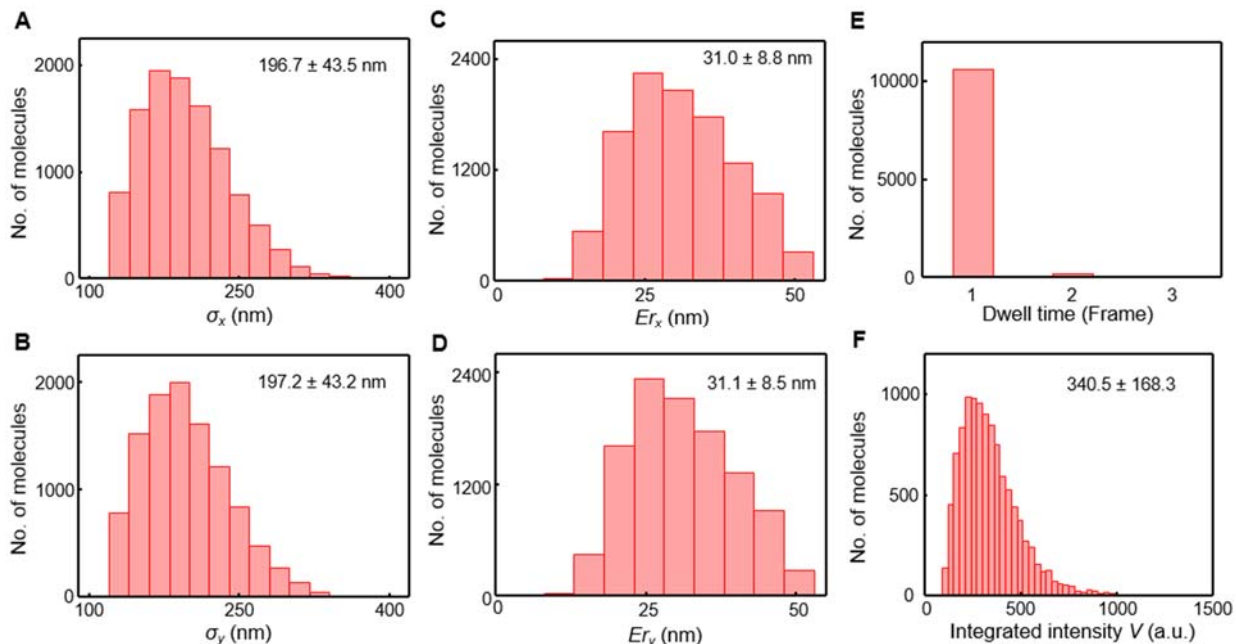 A
No. of molecules
2000
1000
0
196.7 ± 43.5 nm
100
250
400
σx (nm)
B
No. of molecules
2000
1000
0
197.2 ± 43.2 nm
100
250
400
σy (nm)
C
No. of molecules
2400
1200
0
31.0 ± 8.8 nm
0
25
50
Erx (nm)
D
No. of molecules
2400
1200
0
31.1 ± 8.5 nm
0
25
50
Ery (nm)
E
No. of molecules
10000
5000
0
1
2
3
Dwell time (Frame)
F
No. of molecules
1000
500
0
340.5 ± 168.3
0
500
1000
1500
Integrated intensity V (a.u.)